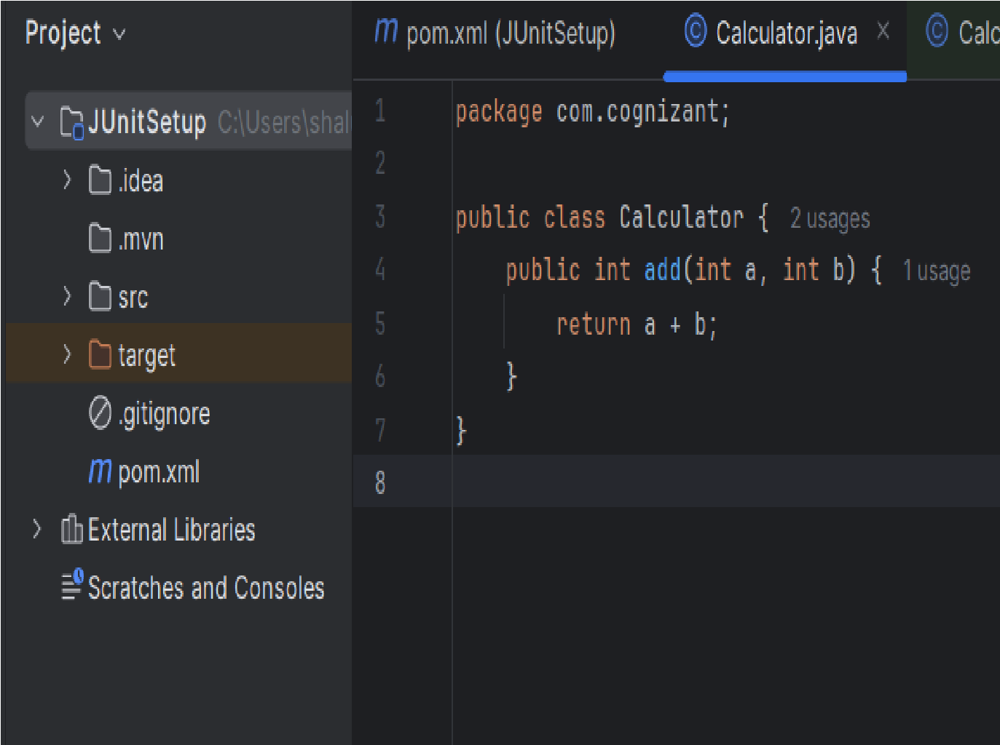 Project
pom.xml (JUnitSetup)
Calculator.java
Calc
JUnitSetup C:\Users\shal
.idea
.mvn
src
target
.gitignore
pom.xml
External Libraries
Scratches and Consoles
1 package com.cognizant;
2
3 public class Calculator { 2 usages
4 public int add(int a, int b) { 1 usage
5 return a + b;
6 }
7 }
8